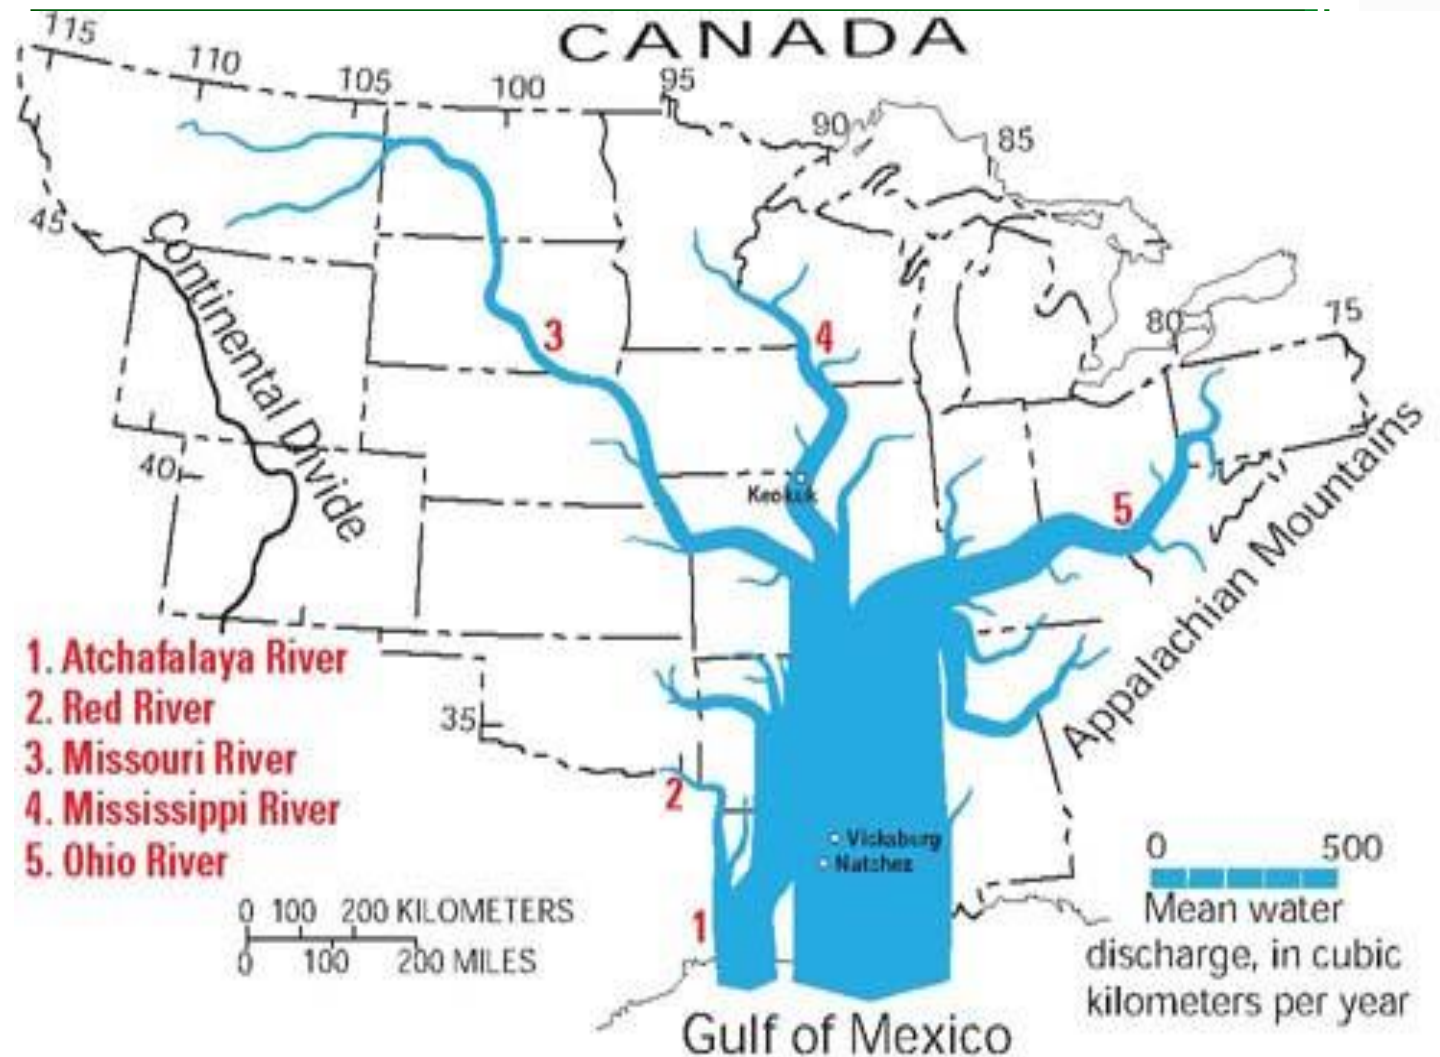 CANADA
115
110
105
100
95
90
85
45
80
75
3
4
Continental Divide
40
Keokuk
5
Appalachian Mountains
1. Atchafalaya River
2. Red River
35
3. Missouri River
2
4. Mississippi River
Vicksburg
0 500
5. Ohio River
Natchez
Mean water
0 100 200 KILOMETERS
1
discharge, in cubic
0 100 200 MILES
kilometers per year
Gulf of Mexico